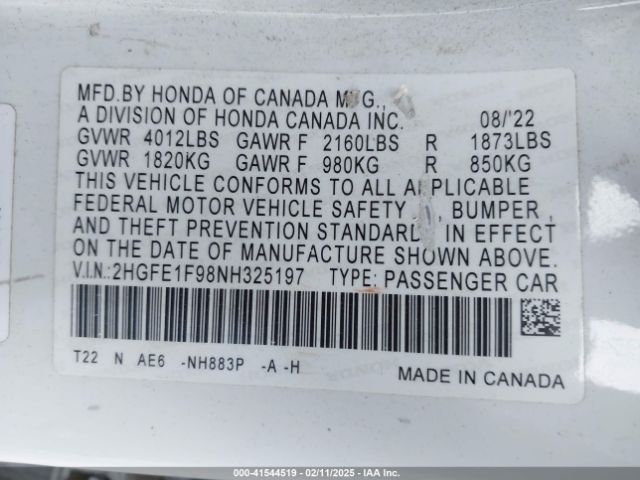 MFD.BY HONDA OF CANADA M G.,
A DIVISION OF HONDA CANADA INC. 08/'22
GVWR 4012LBS GAWR F 2160LBS R 1873LBS
GVWR 1820KG GAWR F 980KG R 850KG
THIS VEHICLE CONFORMS TO ALL A PLICABLE
FEDERAL MOTOR VEHICLE SAFETY , BUMPER ,
AND THEFT PREVENTION STANDARD IN EFFECT
ON THE DATE OF MANUFACTURE SHOWN ABOVE.
V.I.N.:2HGFE1F98NH325197 TYPE: PASSENGER CAR
T22 N AE6 -NH883P -A -H
MADE IN CANADA
000-41544519 - 02/11/2025 - IAA Inc.